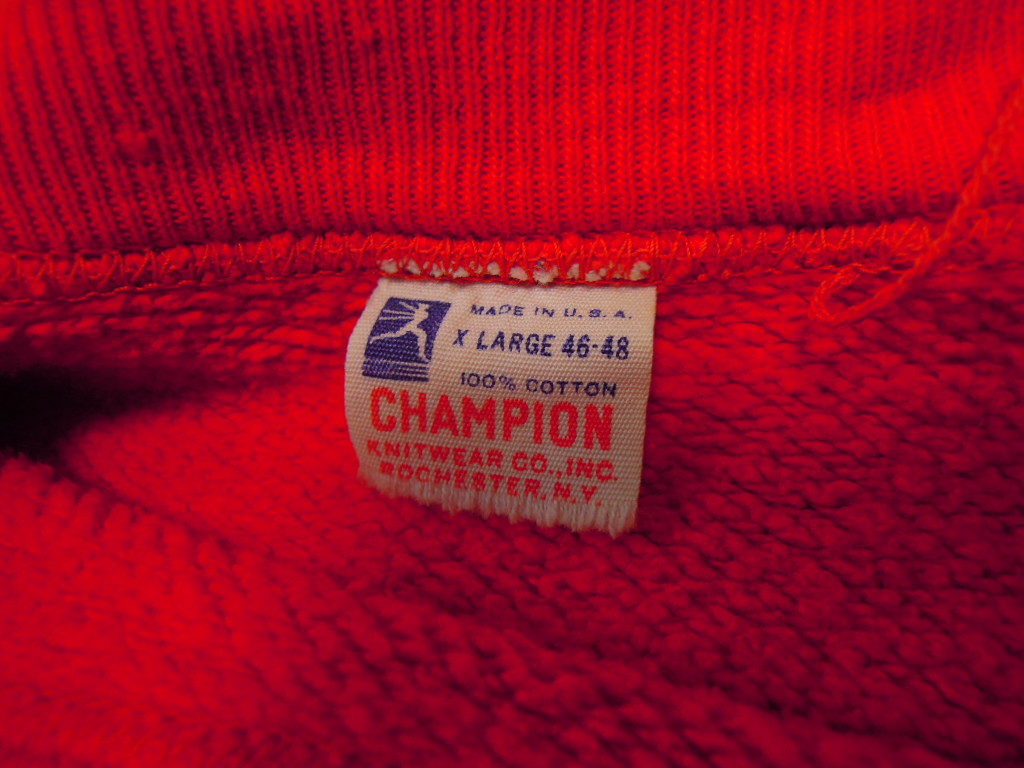 MADE IN U.S.A.
X LARGE 46-48
100% COTTON
CHAMPION
KNITWEAR CO., INC.
ROCHESTER, N.Y.